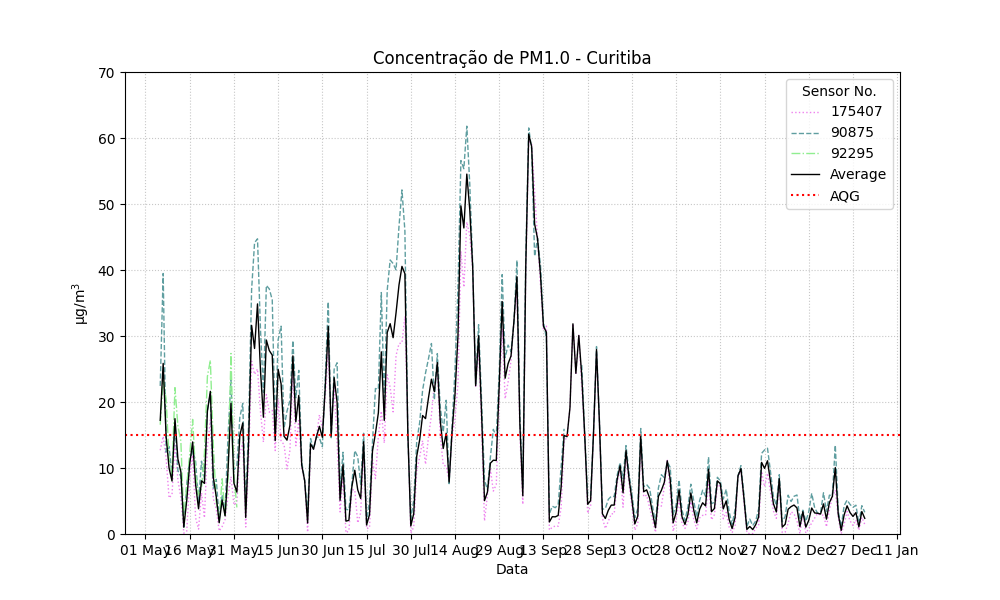 Concentração de PM1.0 - Curitiba
Sensor No.
175407
90875
92295
Average
AQG
70
60
50
40
30
20
10
0
µg/m³
01 May 16 May 31 May 15 Jun 30 Jun 15 Jul 30 Jul 14 Aug 29 Aug 13 Sep 28 Sep 13 Oct 28 Oct 12 Nov 27 Nov 12 Dec 27 Dec 11 Jan
Data